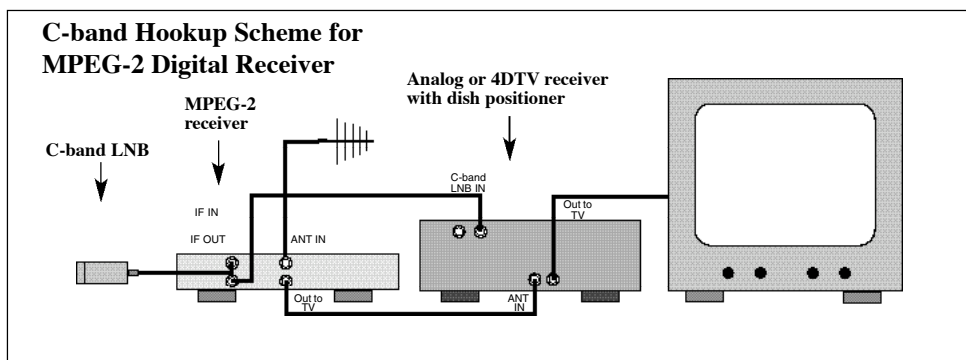 C-band Hookup Scheme for
MPEG-2 Digital Receiver
Analog or 4DTV receiver
with dish positioner
MPEG-2
receiver
C-band LNB
C-band
LNB IN
IF IN
Out to
TV
IF OUT
ANT IN
Out to
TV
ANT
IN